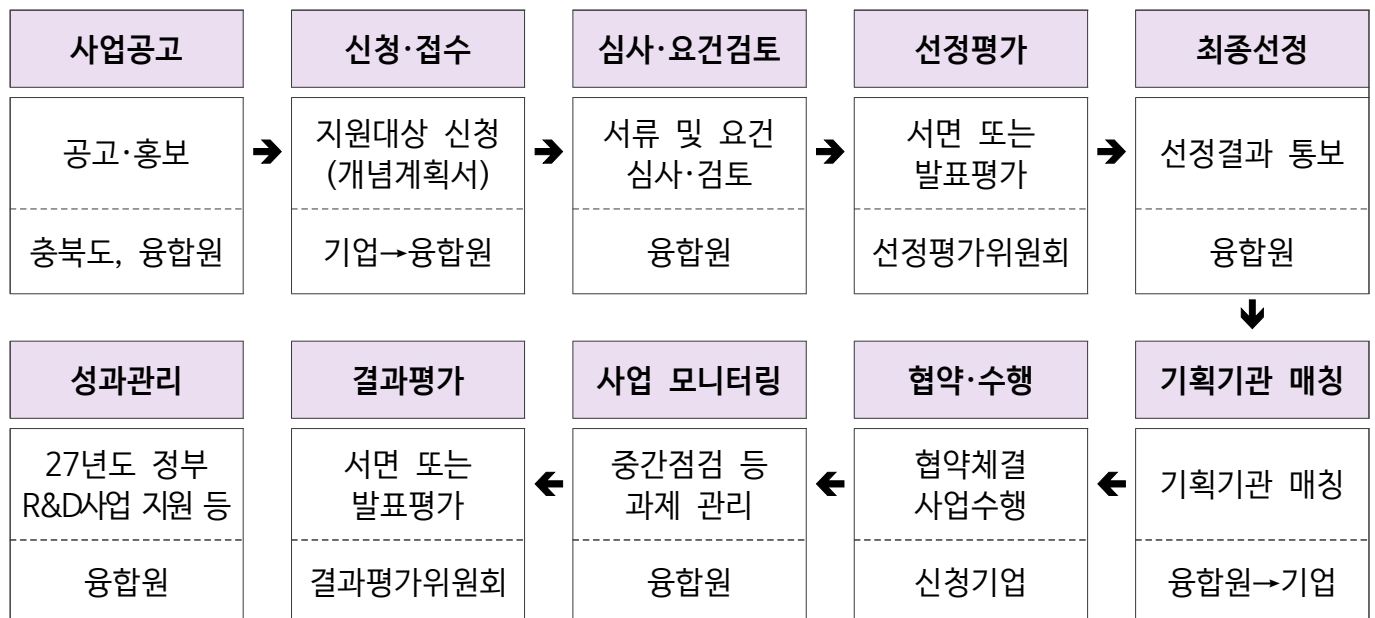 사업공고
신청·접수
심사·요건검토
선정평가
최종선정
공고·홍보
지원대상 신청
(개념계획서)
서류 및 요건
심사·검토
서면 또는
발표평가
선정결과 통보
충북도, 융합원
기업→융합원
융합원
선정평가위원회
융합원
성과관리
결과평가
사업 모니터링
협약·수행
기획기관 매칭
27년도 정부
R&D사업 지원 등
서면 또는
발표평가
중간점검 등
과제 관리
협약체결
사업수행
기획기관 매칭
융합원
결과평가위원회
융합원
신청기업
융합원→기업